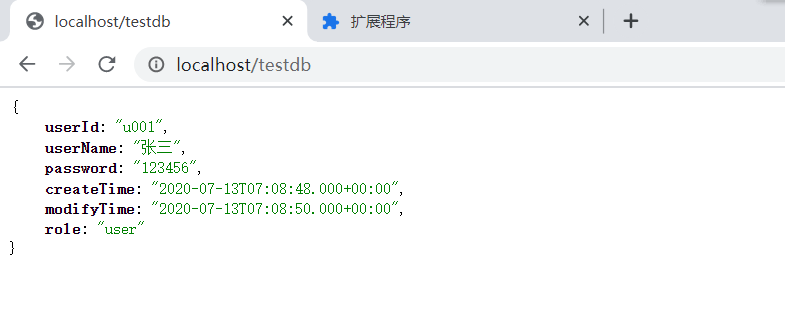 localhost/testdb
扩展程序
localhost/testdb
{
userId: "u001",
userName: "张三",
password: "123456",
createTime: "2020-07-13T07:08:48.000+00:00",
modifyTime: "2020-07-13T07:08:50.000+00:00",
role: "user"
}